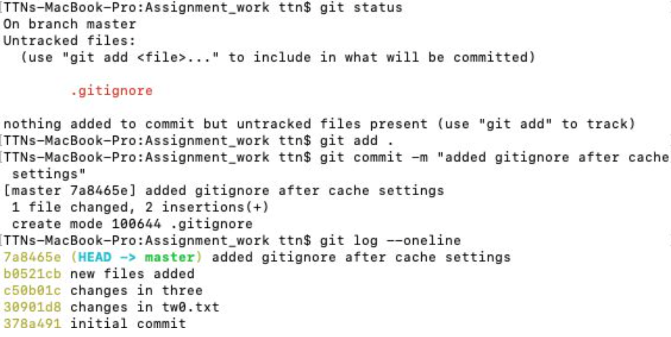 [TTNs-MacBook-Pro:Assignment_work ttn$ git status
On branch master
Untracked files:
  (use "git add <file>..." to include in what will be committed)
        .gitignore
nothing added to commit but untracked files present (use "git add" to track)
[TTNs-MacBook-Pro:Assignment_work ttn$ git add .
[TTNs-MacBook-Pro:Assignment_work ttn$ git commit -m "added gitignore after cache
 settings"
[master 7a8465e] added gitignore after cache settings
 1 file changed, 2 insertions(+)
 create mode 100644 .gitignore
[TTNs-MacBook-Pro:Assignment_work ttn$ git log --oneline
7a8465e (HEAD -> master) added gitignore after cache settings
b0521cb new files added
c50b01c changes in three
30901d8 changes in tw0.txt
378a491 initial commit